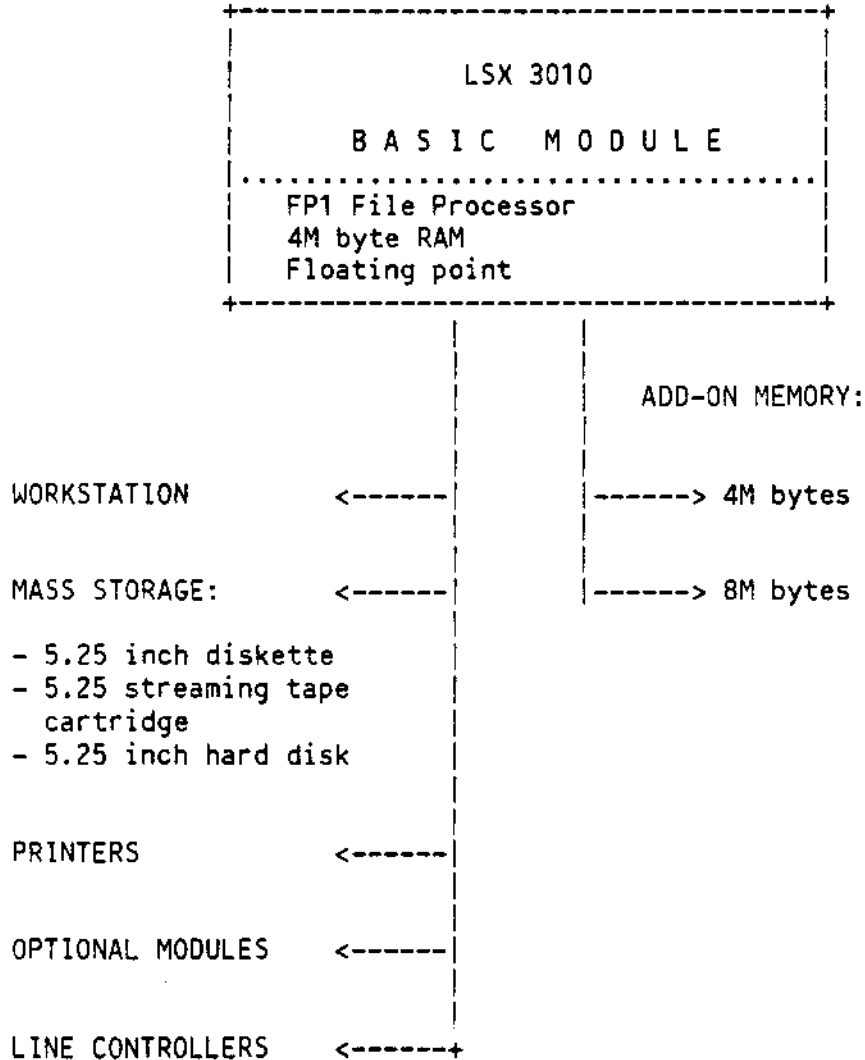 LSX 3010
B A S I C   M O D U L E
FP1 File Processor
4M byte RAM
Floating point
ADD-ON MEMORY:
WORKSTATION <------ ------> 4M bytes
MASS STORAGE: <------ ------> 8M bytes
- 5.25 inch diskette
- 5.25 streaming tape
cartridge
- 5.25 inch hard disk
PRINTERS <------
OPTIONAL MODULES <------
LINE CONTROLLERS <------+